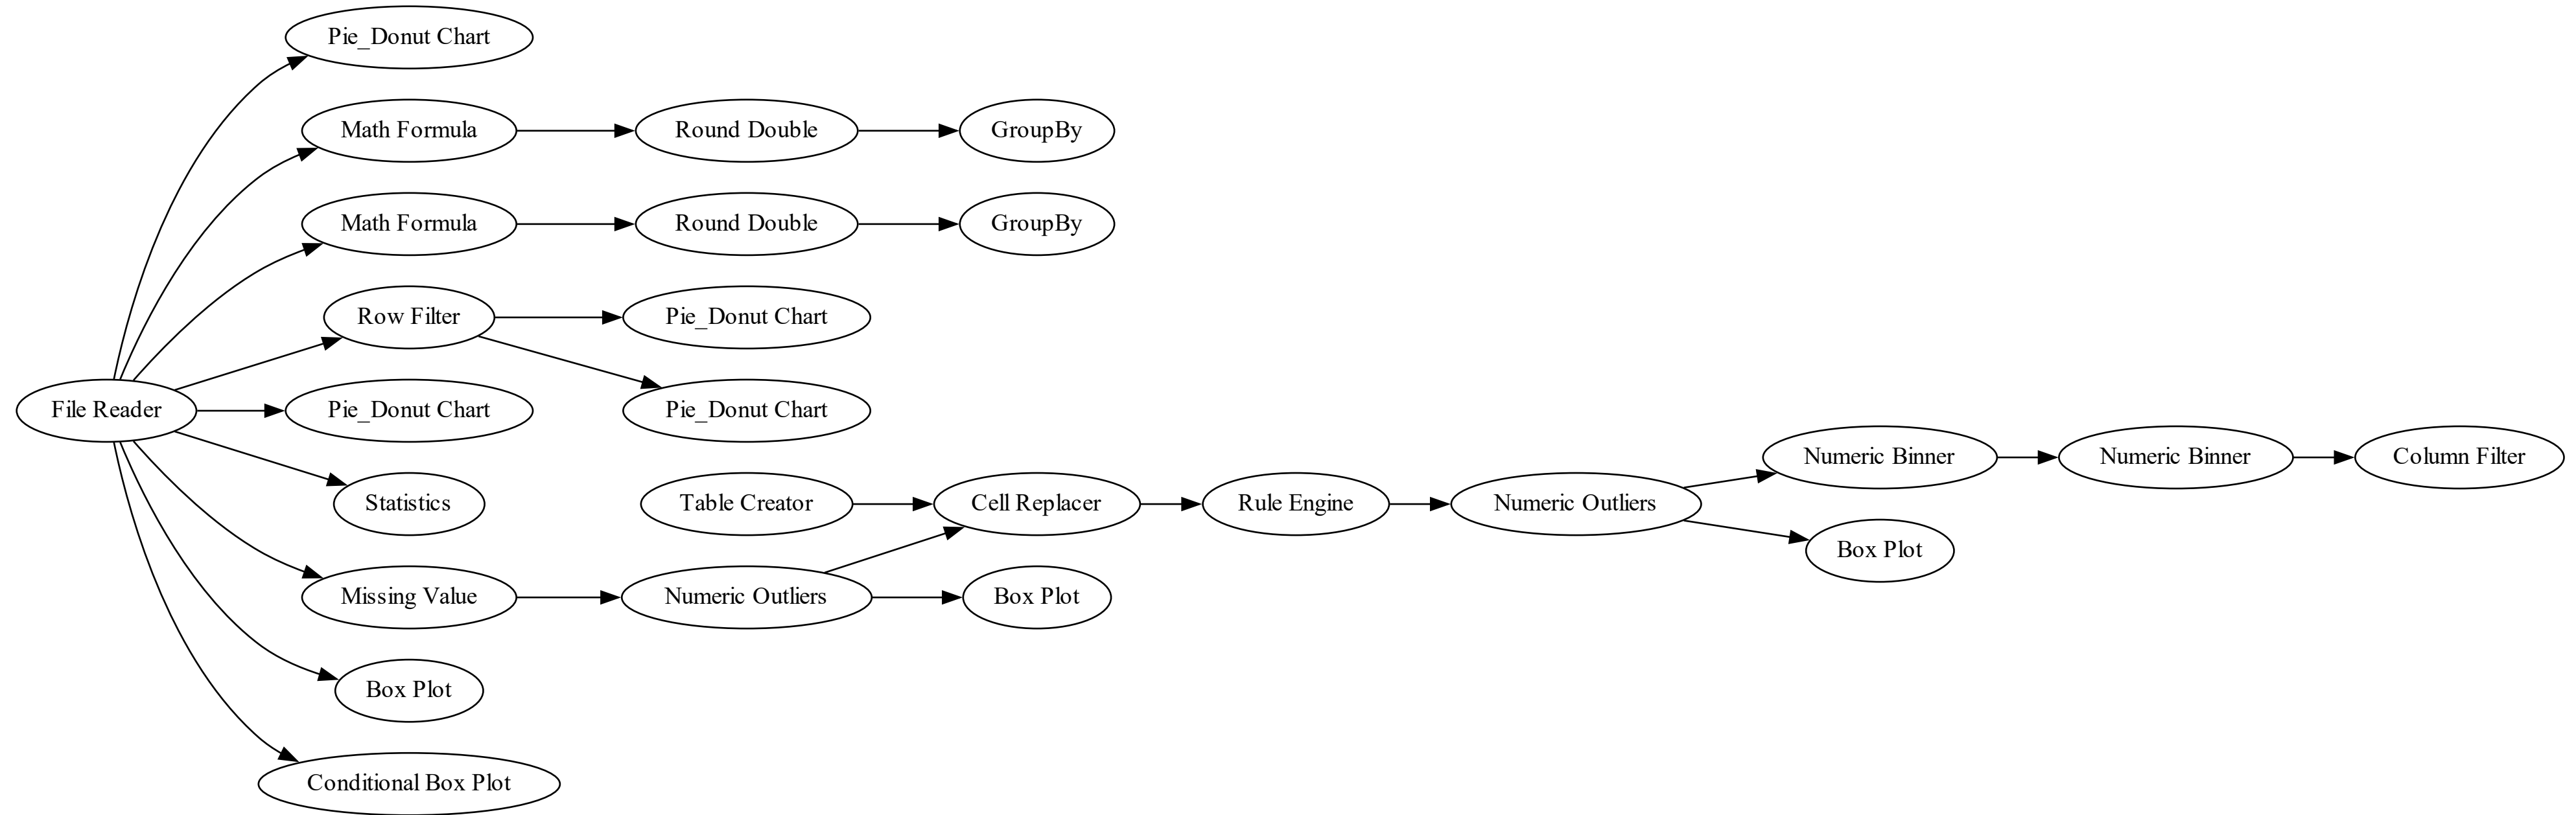 Pie_Donut Chart
Math Formula
Round Double
GroupBy
Math Formula
Round Double
GroupBy
Row Filter
Pie_Donut Chart
File Reader
Pie_Donut Chart
Pie_Donut Chart
Numeric Binner
Numeric Binner
Column Filter
Statistics
Table Creator
Cell Replacer
Rule Engine
Numeric Outliers
Box Plot
Missing Value
Numeric Outliers
Box Plot
Box Plot
Conditional Box Plot